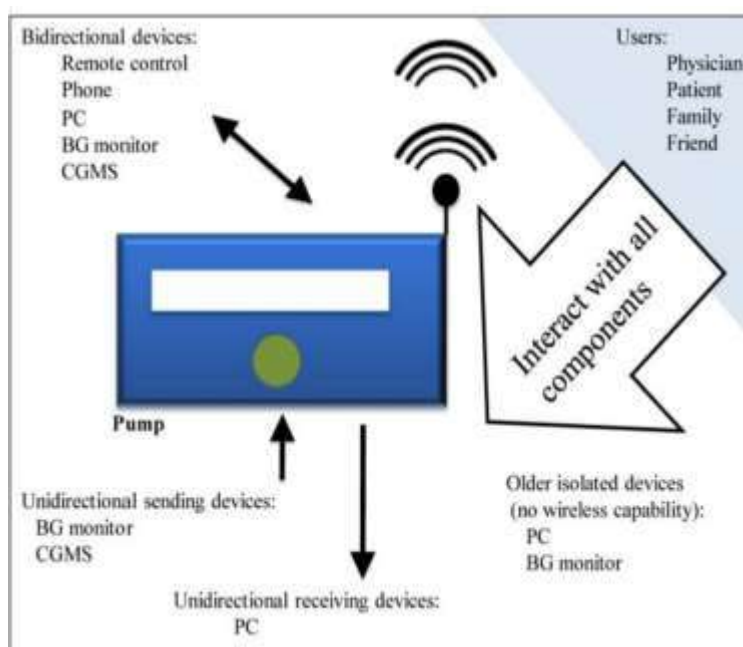 Bidirectional devices:
Remote control
Phone
PC
BG monitor
CGMS
Users:
Physician
Patient
Family
Friend
Interact with all
components
Pump
Unidirectional sending devices:
BG monitor
CGMS
Older isolated devices
(no wireless capability):
PC
BG monitor
Unidirectional receiving devices:
PC